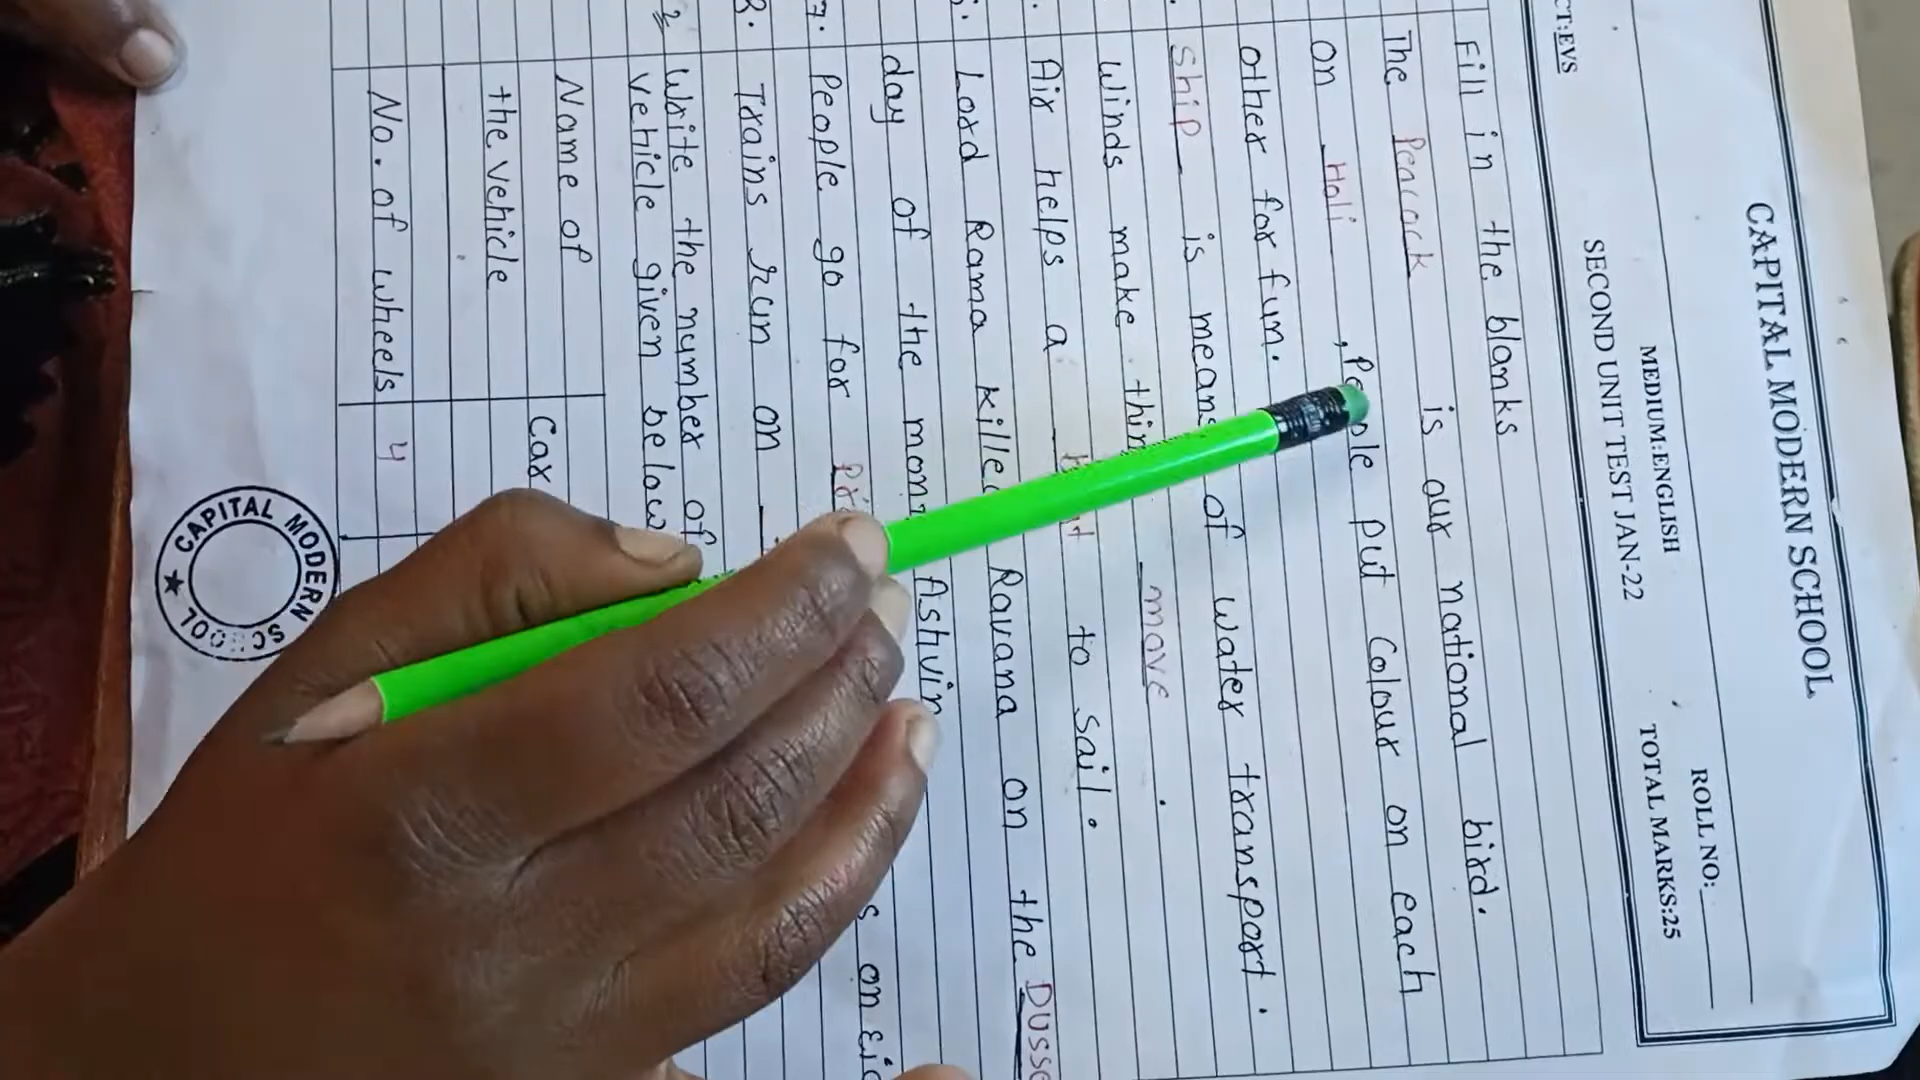 CAPITAL MODERN SCHOOL
MEDIUM:ENGLISH ROLL NO:
CT:EVS SECOND UNIT TEST JAN-22 TOTAL MARKS:25
Fill in the blanks
The Peacock is our national bird.
on Holi, People put Colour on each
other for fun.
Ship is means of water transport.
Winds make move.
Air helps a to sail.
Lord Rama Ravana on the
day of the Ashvin
7. People go for on
8. Trains run on
2 Write the number of
vehicle given below
Name of
the vehicle Car
No. of wheels 4
CAPITAL MODERN SCHOOL